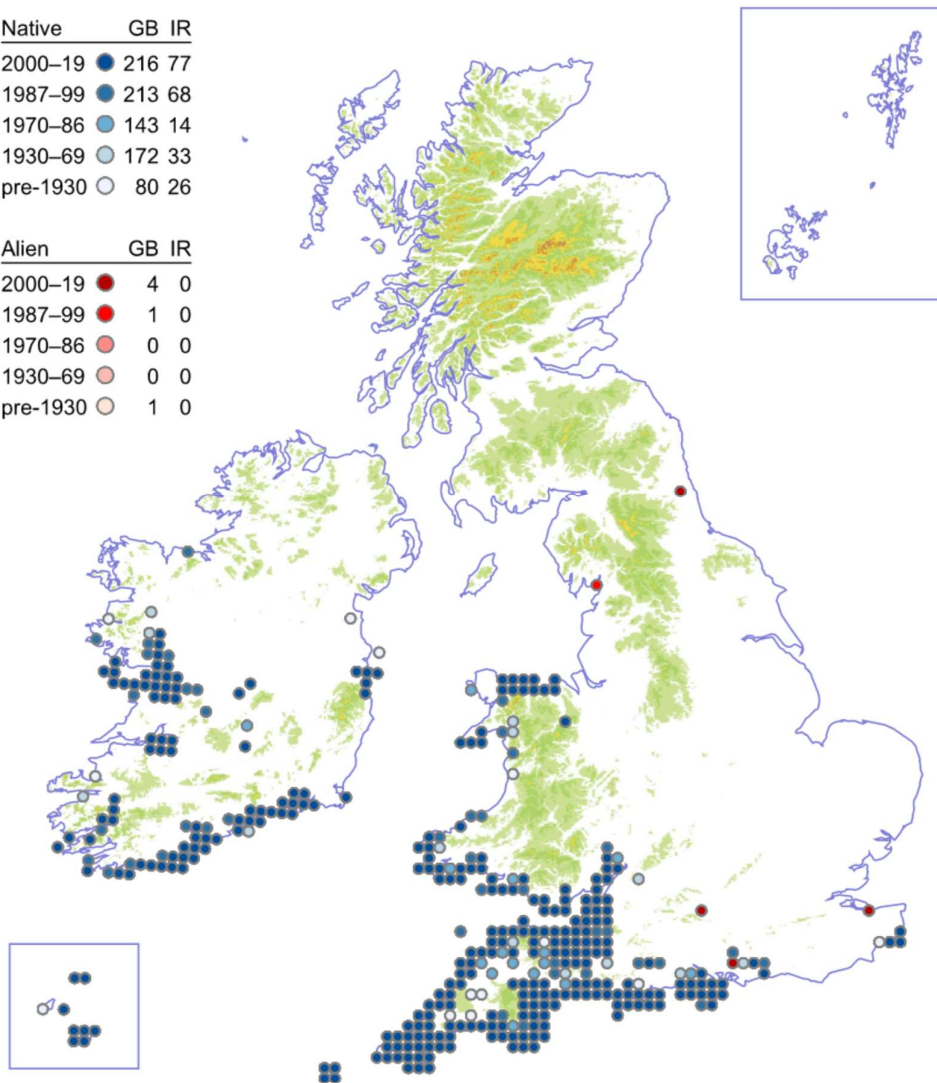 Native GB IR
2000–19 216 77
1987–99 213 68
1970–86 143 14
1930–69 172 33
pre-1930 80 26
Alien GB IR
2000–19 4 0
1987–99 1 0
1970–86 0 0
1930–69 0 0
pre-1930 1 0